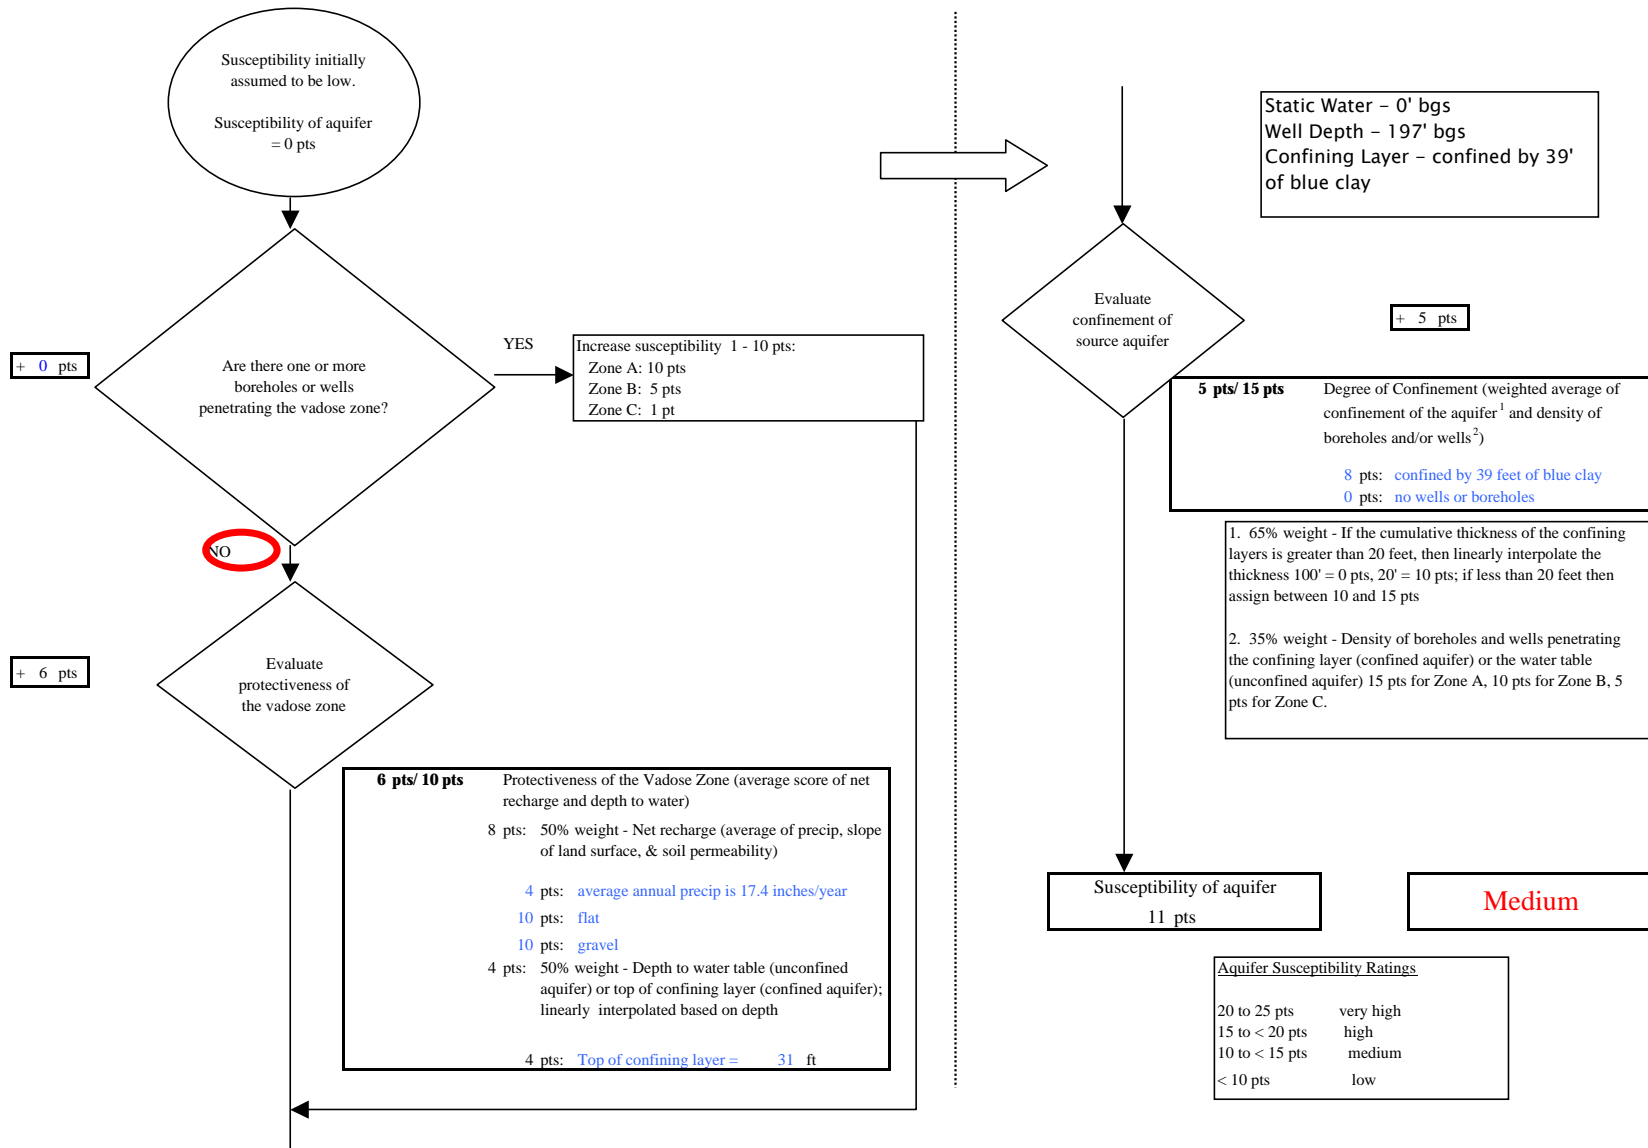 Susceptibility initially
assumed to be low.
Susceptibility of aquifer
= 0 pts
Are there one or more
boreholes or wells
penetrating the vadose zone?
+ 0 pts
YES
Increase susceptibility 1 - 10 pts:
Zone A: 10 pts
Zone B: 5 pts
Zone C: 1 pt
NO
+ 6 pts
Evaluate
protectiveness of
the vadose zone
6 pts/ 10 pts Protectiveness of the Vadose Zone (average score of net
recharge and depth to water)
8 pts: 50% weight - Net recharge (average of precip, slope
of land surface, & soil permeability)
4 pts: average annual precip is 17.4 inches/year
10 pts: flat
10 pts: gravel
4 pts: 50% weight - Depth to water table (unconfined
aquifer) or top of confining layer (confined aquifer);
linearly interpolated based on depth
4 pts: Top of confining layer = 31 ft
Static Water - 0' bgs
Well Depth - 197' bgs
Confining Layer - confined by 39'
of blue clay
Evaluate
confinement of
source aquifer
+ 5 pts
5 pts/ 15 pts Degree of Confinement (weighted average of
confinement of the aquifer1 and density of
boreholes and/or wells2)
8 pts: confined by 39 feet of blue clay
0 pts: no wells or boreholes
1. 65% weight - If the cumulative thickness of the confining
layers is greater than 20 feet, then linearly interpolate the
thickness 100' = 0 pts, 20' = 10 pts; if less than 20 feet then
assign between 10 and 15 pts
2. 35% weight - Density of boreholes and wells penetrating
the confining layer (confined aquifer) or the water table
(unconfined aquifer) 15 pts for Zone A, 10 pts for Zone B, 5
pts for Zone C.
Susceptibility of aquifer
11 pts
Medium
Aquifer Susceptibility Ratings
20 to 25 pts very high
15 to < 20 pts high
10 to < 15 pts medium
< 10 pts low